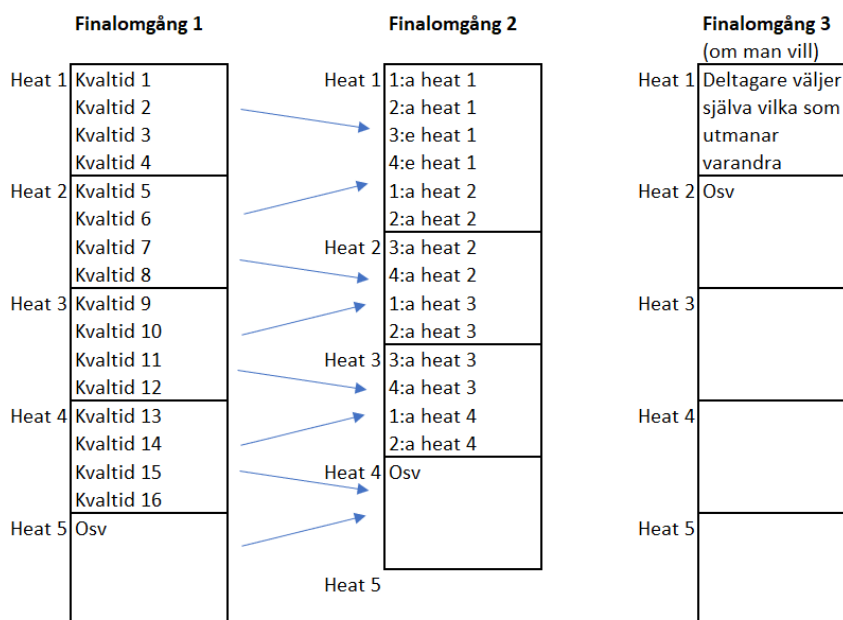 Finalomgång 1
Heat 1 Kvaltid 1
Kvaltid 2
Kvaltid 3
Kvaltid 4
Heat 2 Kvaltid 5
Kvaltid 6
Kvaltid 7
Kvaltid 8
Heat 3 Kvaltid 9
Kvaltid 10
Kvaltid 11
Kvaltid 12
Heat 4 Kvaltid 13
Kvaltid 14
Kvaltid 15
Kvaltid 16
Heat 5 Osv
Finalomgång 2
Heat 1 1:a heat 1
2:a heat 1
3:e heat 1
4:e heat 1
1:a heat 2
2:a heat 2
Heat 2 3:a heat 2
4:a heat 2
1:a heat 3
2:a heat 3
Heat 3 3:a heat 3
4:a heat 3
1:a heat 4
2:a heat 4
Heat 4 Osv
Heat 5
Finalomgång 3
(om man vill)
Heat 1 Deltagare väljer
själva vilka som
utmanar
varandra
Heat 2 Osv
Heat 3
Heat 4
Heat 5